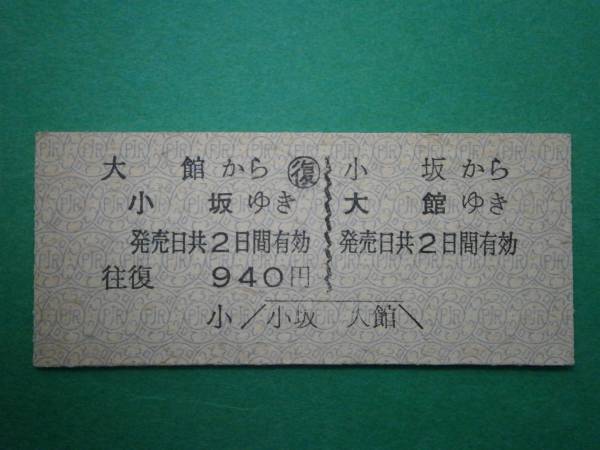 大館から ㊝ 小坂から
小坂ゆき 大館ゆき
発売日共2日間有効 発売日共2日間有効
往復 940円
小 小坂 大館